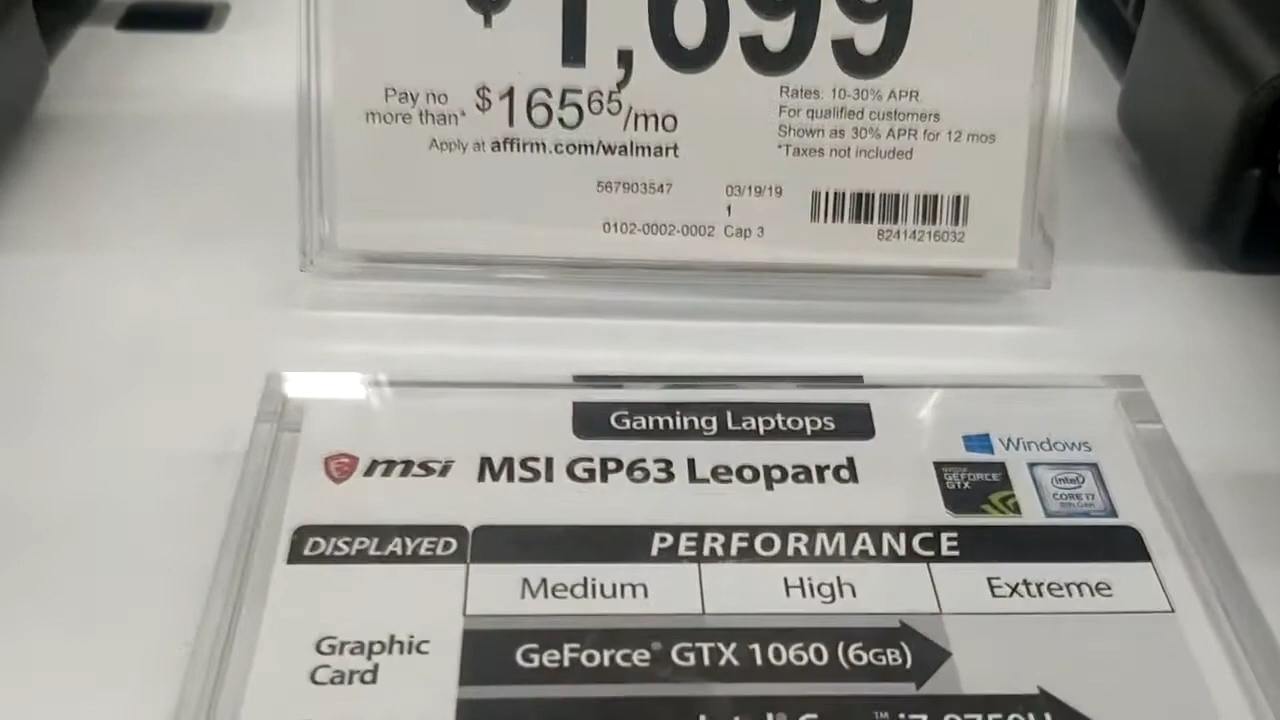 $1,699
Pay no more than* $165 65/mo
Apply at affirm.com/walmart
Rates: 10-30% APR
For qualified customers
Shown as 30% APR for 12 mos
*Taxes not included
567903547 03/19/19
1
0102-0002-0002 Cap 3
82414216032
Gaming Laptops
msi MSI GP63 Leopard
Windows
GEFORCE
GTX
intel
CORE i7
DISPLAYED PERFORMANCE
Medium High Extreme
Graphic Card
GeForce® GTX 1060 (6GB)